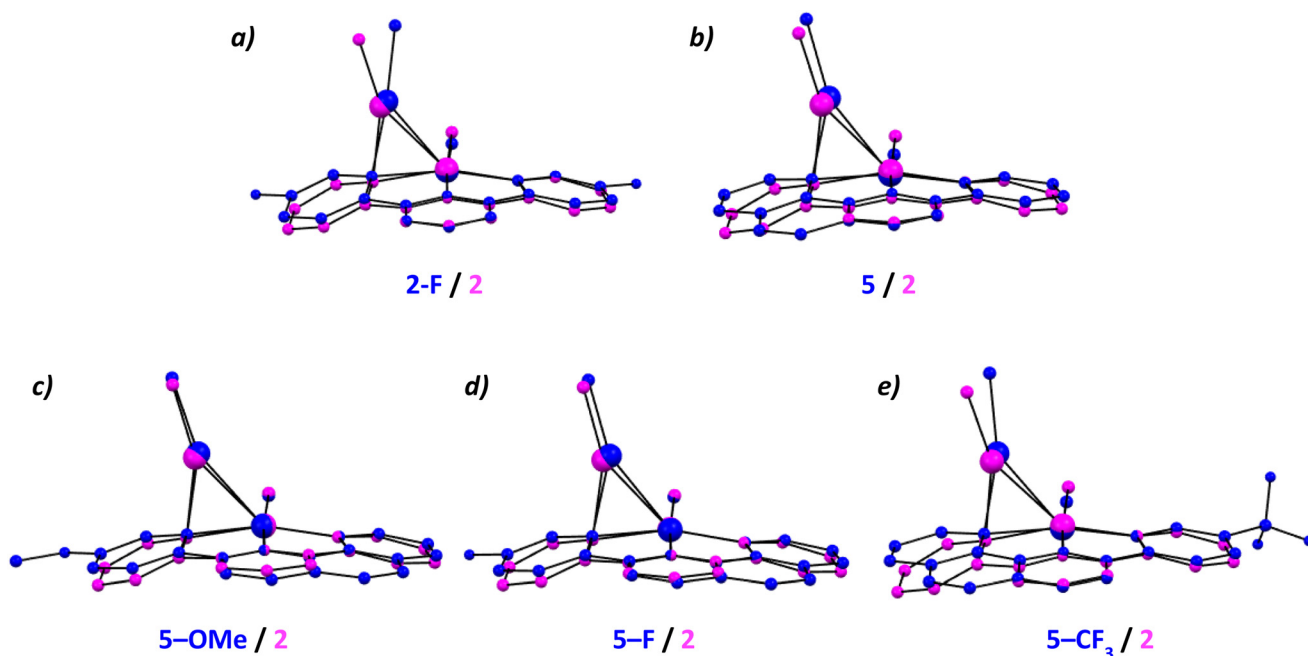 a)
b)
2-F / 2
5 / 2
c)
d)
e)
5–OMe / 2
5–F / 2
5–CF₃ / 2